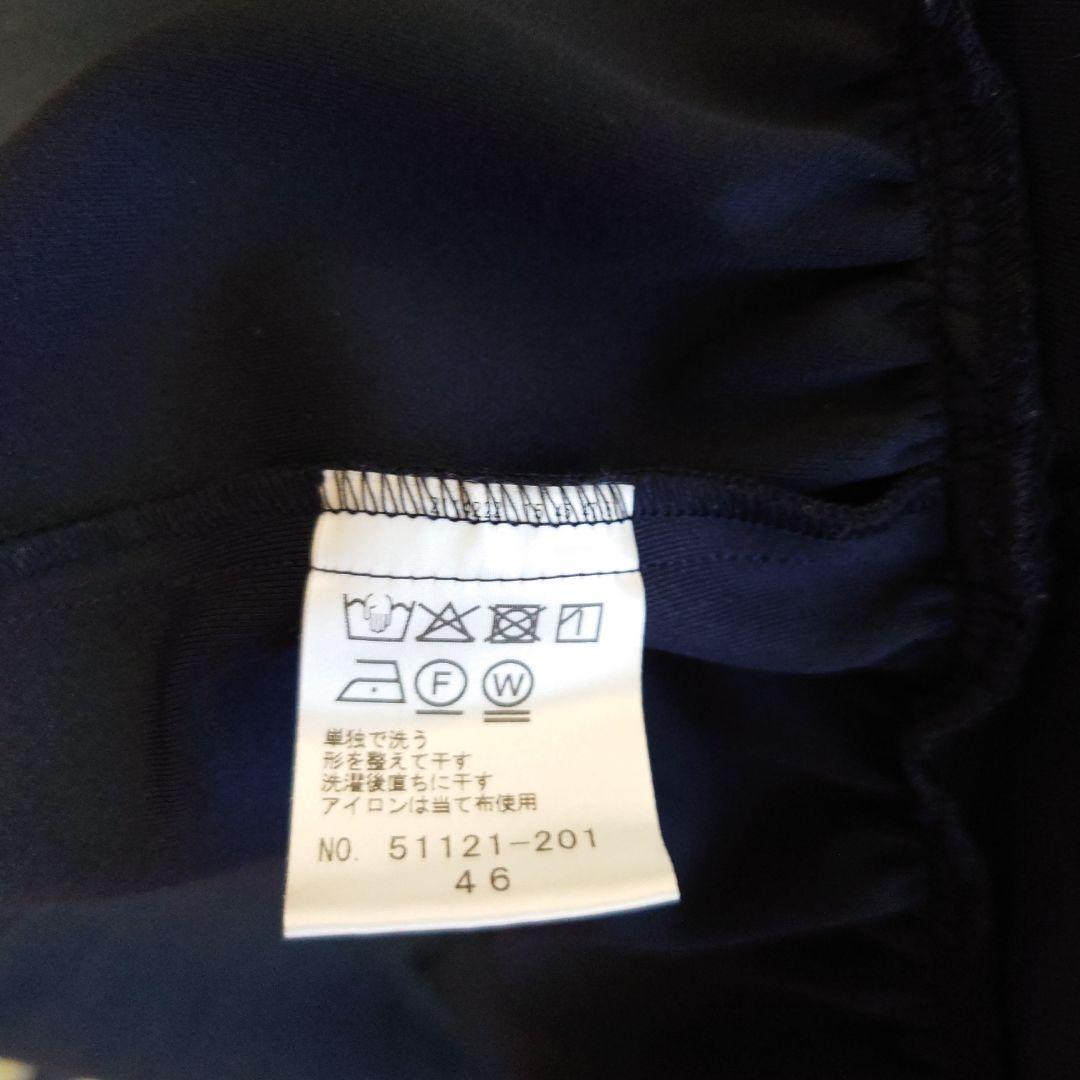 F W
単独で洗う
形を整えて干す
洗濯後直ちに干す
アイロンは当て布使用
NO. 51121-201
46